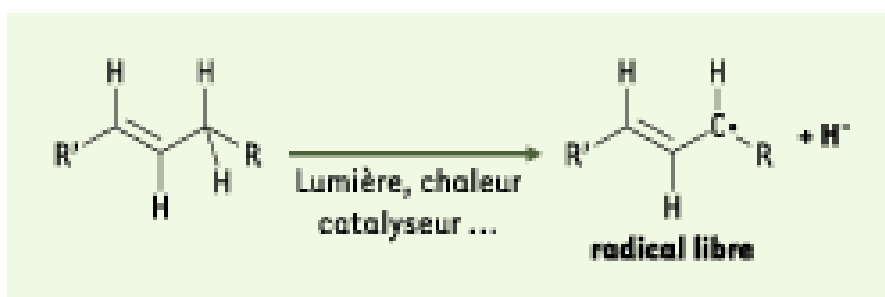 H H
R' R
H
H
Lumière, chaleur
catalyseur ...
H H
C•
R' R
H
+ H•
radical libre